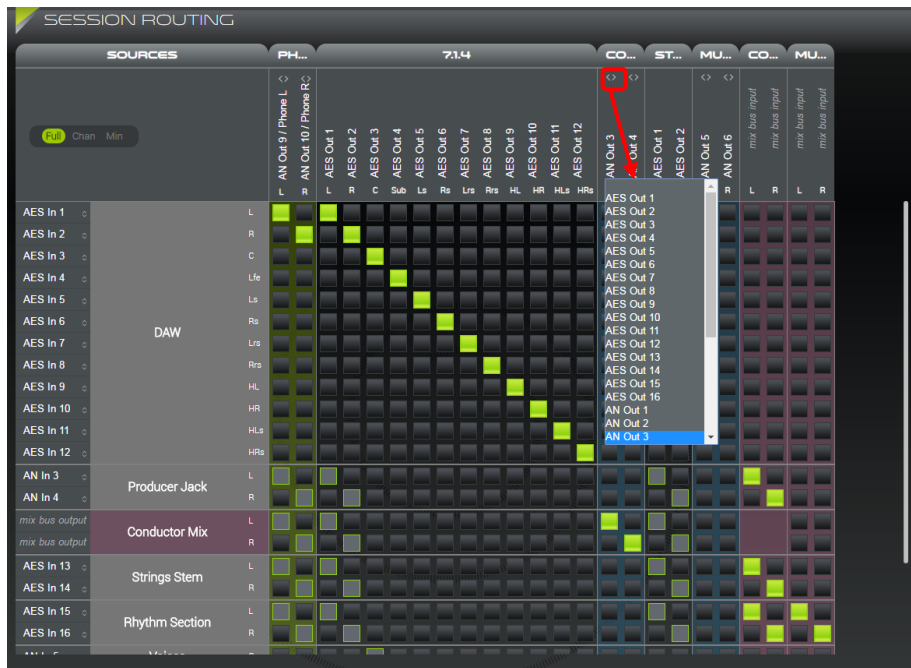 SESSION ROUTING
SOURCES PH... 7.1.4 CO... ST... MU... CO... MU...
Full Chan Min
AN Out 9 / Phone L
AN Out 10 / Phone R
AES Out 1
AES Out 2
AES Out 3
AES Out 4
AES Out 5
AES Out 6
AES Out 7
AES Out 8
AES Out 9
AES Out 10
AES Out 11
AES Out 12
AN Out 3
AN Out 4
AES Out 1
AES Out 2
AN Out 5
AN Out 6
mix bus input
mix bus input
mix bus input
mix bus input
L R L R C Sub Ls Rs Lrs Rrs HL HR HLs HRs R L R L R
AES Out 1
AES Out 2
AES Out 3
AES Out 4
AES Out 5
AES Out 6
AES Out 7
AES Out 8
AES Out 9
AES Out 10
AES Out 11
AES Out 12
AES Out 13
AES Out 14
AES Out 15
AES Out 16
AN Out 1
AN Out 2
AN Out 3
AES In 1 L
AES In 2 R
AES In 3 C
AES In 4 Lfe
AES In 5 Ls
AES In 6 Rs
DAW
AES In 7 Lrs
AES In 8 Rrs
AES In 9 HL
AES In 10 HR
AES In 11 HLs
AES In 12 HRs
AN In 3 L
Producer Jack
AN In 4 R
mix bus output L
Conductor Mix
mix bus output R
AES In 13 L
Strings Stem
AES In 14 R
AES In 15 L
Rhythm Section
AES In 16 R